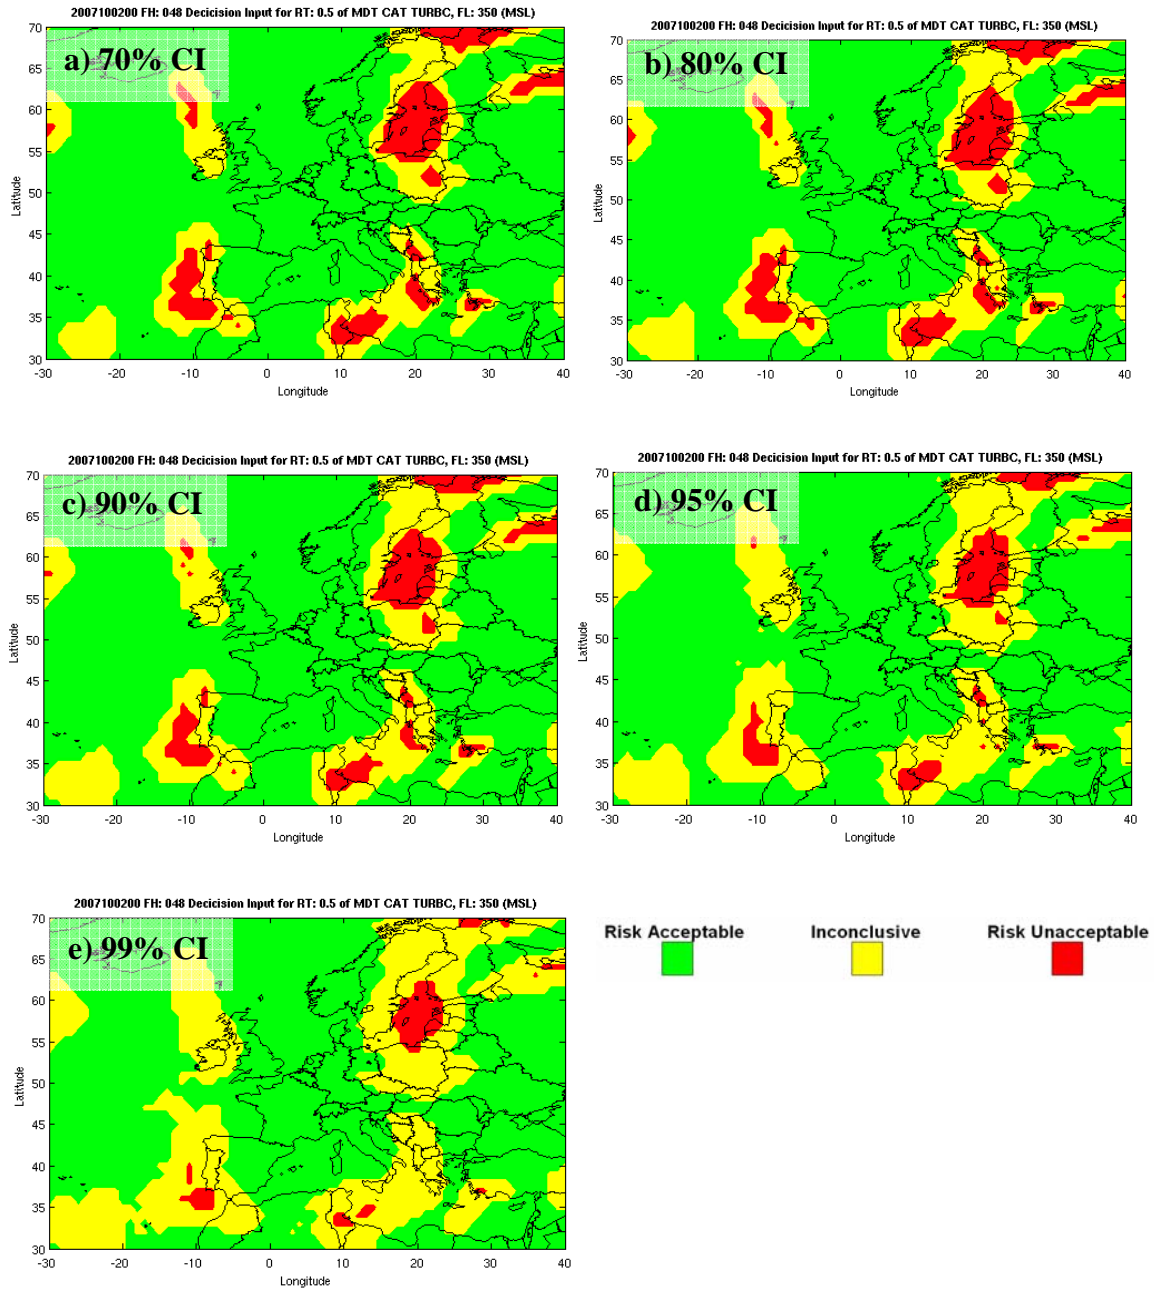 2007100200 FH: 048 Decicision Input for RT: 0.5 of MDT CAT TURBC, FL: 350 (MSL)
a) 70% CI
70
65
60
55
50
45
40
35
30
Latitude
-30 -20 -10 0 10 20 30 40
Longitude
2007100200 FH: 048 Decicision Input for RT: 0.5 of MDT CAT TURBC, FL: 350 (MSL)
b) 80% CI
70
65
60
55
50
45
40
35
30
Latitude
-30 -20 -10 0 10 20 30 40
Longitude
2007100200 FH: 048 Decicision Input for RT: 0.5 of MDT CAT TURBC, FL: 350 (MSL)
c) 90% CI
70
65
60
55
50
45
40
35
30
Latitude
-30 -20 -10 0 10 20 30 40
Longitude
2007100200 FH: 048 Decicision Input for RT: 0.5 of MDT CAT TURBC, FL: 350 (MSL)
d) 95% CI
70
65
60
55
50
45
40
35
30
Latitude
-30 -20 -10 0 10 20 30 40
Longitude
2007100200 FH: 048 Decicision Input for RT: 0.5 of MDT CAT TURBC, FL: 350 (MSL)
e) 99% CI
70
65
60
55
50
45
40
35
30
Latitude
-30 -20 -10 0 10 20 30 40
Longitude
Risk Acceptable Inconclusive Risk Unacceptable